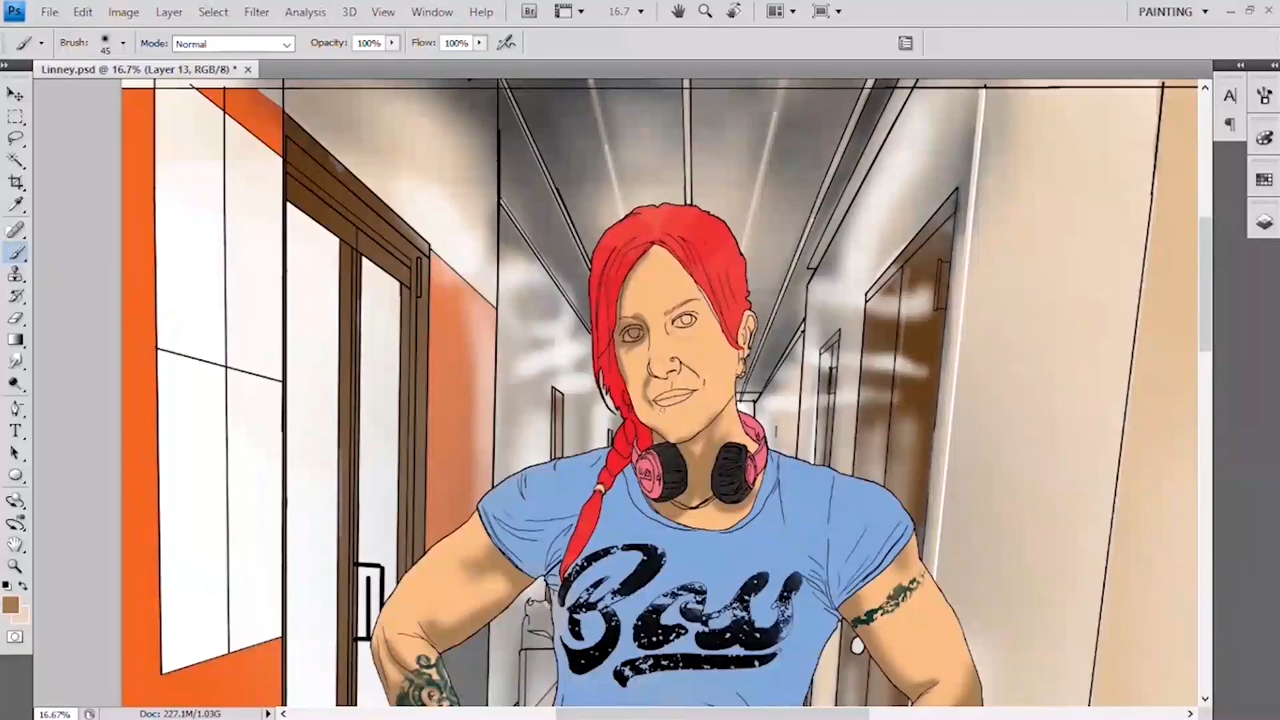 Ps File Edit Image Layer Select Filter Analysis 3D View Window Help Br 16.7 PAINTING
Brush: 45 Mode: Normal Opacity: 100% Flow: 100%
Linney.psd @ 16.7% (Layer 13, RGB/8) *
Bow
16.67% Doc: 227.1M/1.03G